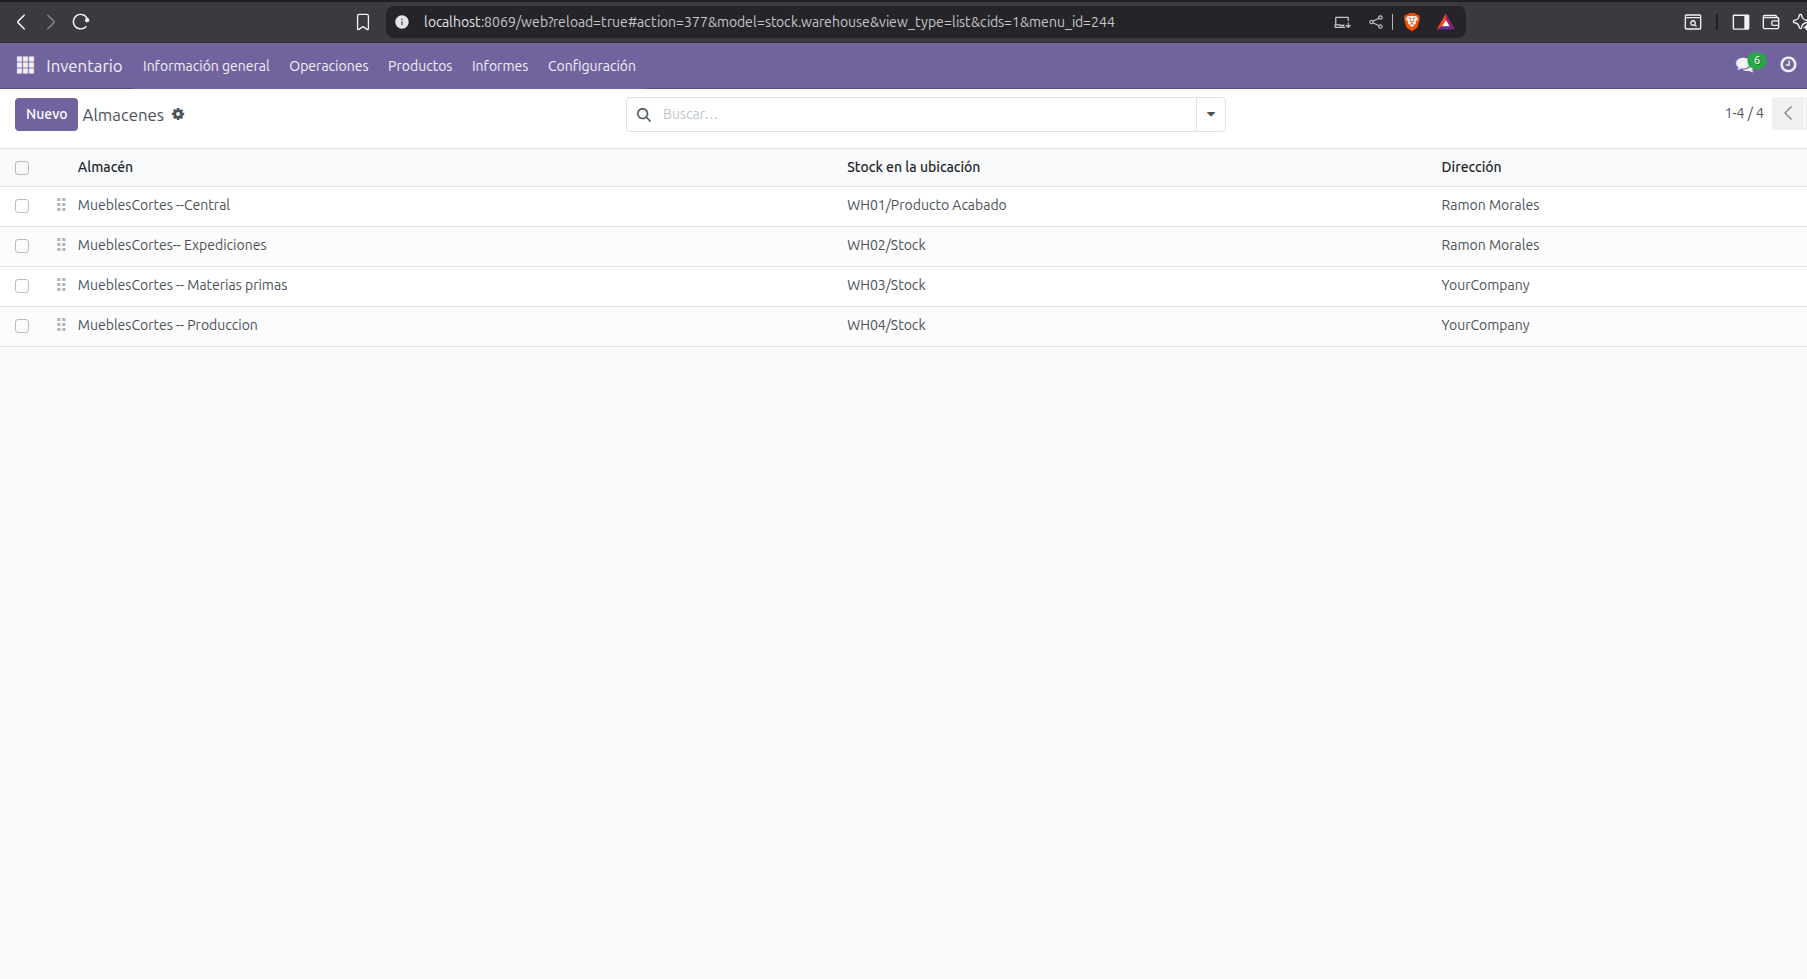 localhost:8069/web?reload=true#action=377&model=stock.warehouse&view_type=list&cids=1&menu_id=244
Inventario Información general Operaciones Productos Informes Configuración 6
Nuevo Almacenes Buscar... 1-4 / 4
Almacén Stock en la ubicación Dirección
MueblesCortes --Central WH01/Producto Acabado Ramon Morales
MueblesCortes-- Expediciones WH02/Stock Ramon Morales
MueblesCortes -- Materias primas WH03/Stock YourCompany
MueblesCortes -- Produccion WH04/Stock YourCompany